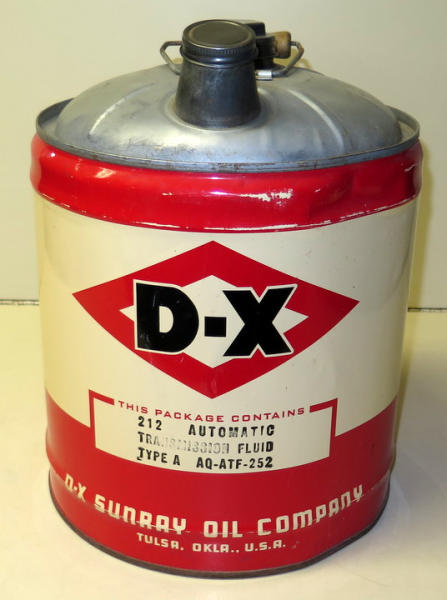 D-X
THIS PACKAGE CONTAINS
212 AUTOMATIC
TRANSMISSION FLUID
TYPE A AQ-ATF-252
D-X SUNRAY OIL COMPANY
TULSA, OKLA., U.S.A.